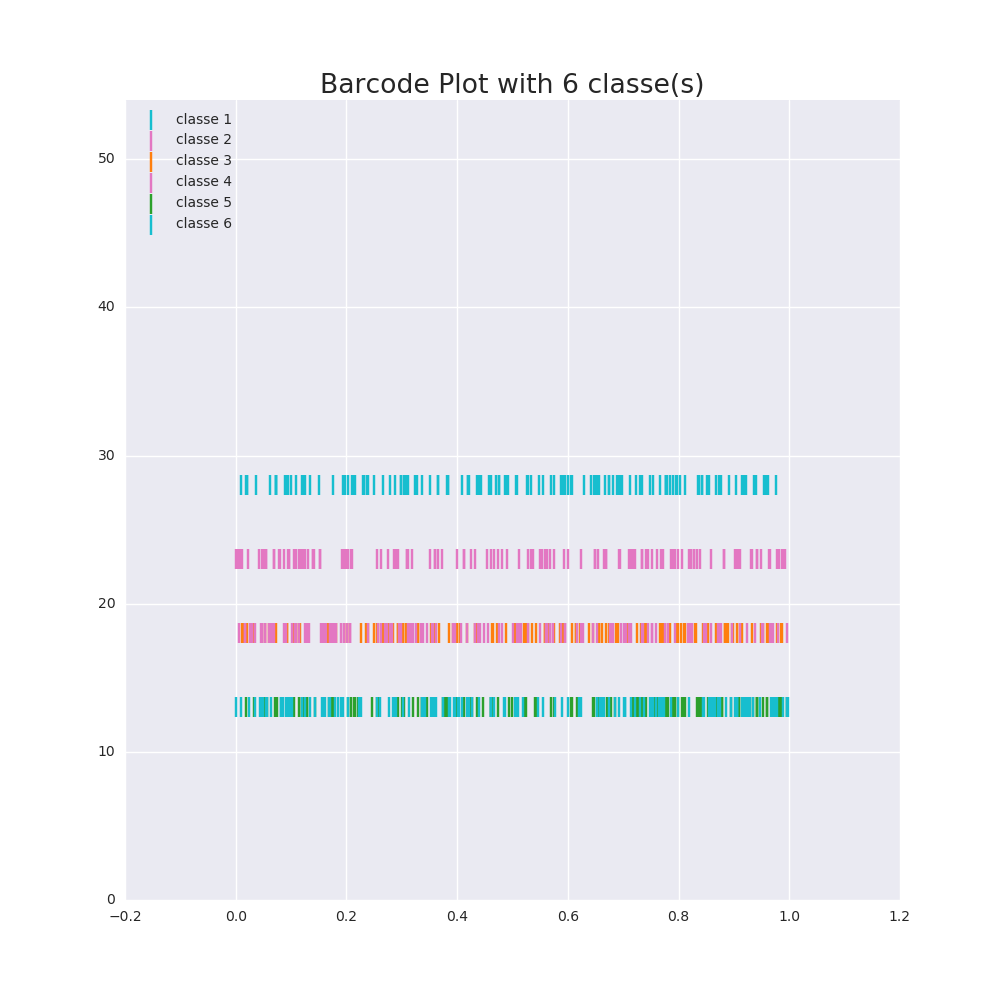 Barcode Plot with 6 classe(s)
classe 1
classe 2
classe 3
classe 4
classe 5
classe 6
50
40
30
20
10
0
−0.2 0.0 0.2 0.4 0.6 0.8 1.0 1.2